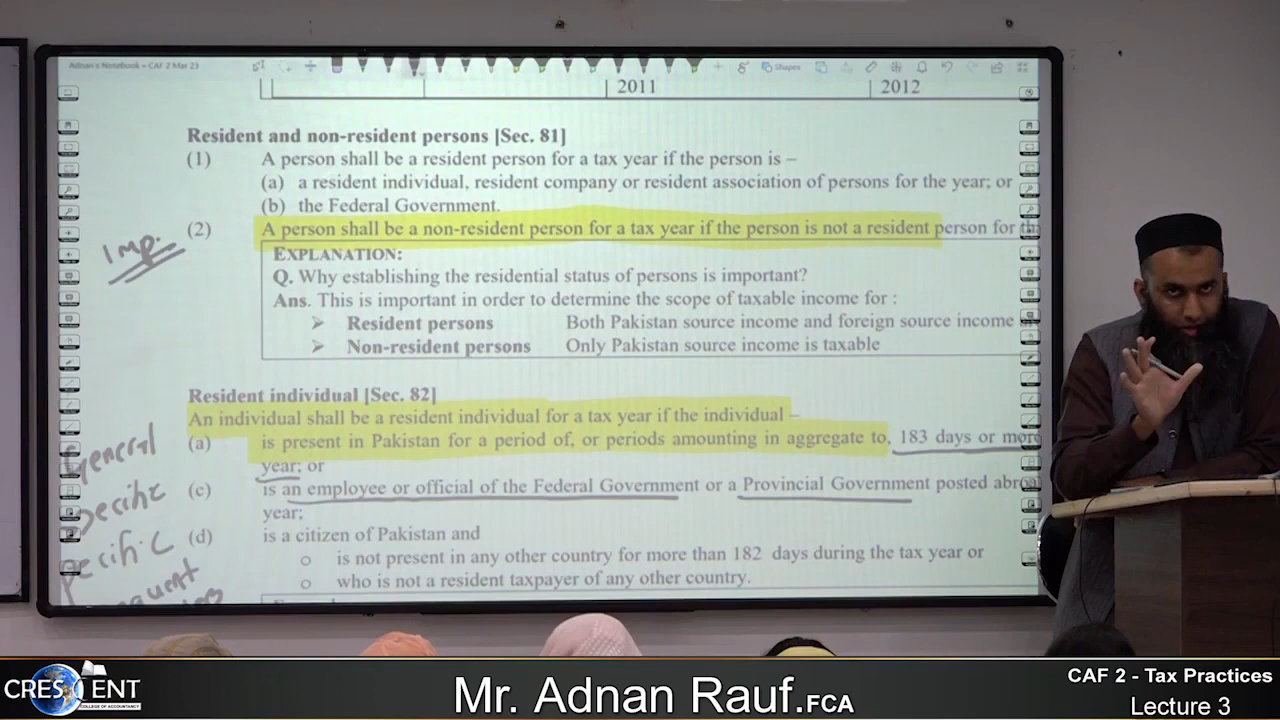 Adnan's Notebook » CAF 2 Mar 23
Shapes
2011 2012
Resident and non-resident persons [Sec. 81]
(1) A person shall be a resident person for a tax year if the person is –
(a) a resident individual, resident company or resident association of persons for the year; or
(b) the Federal Government.
(2) A person shall be a non-resident person for a tax year if the person is not a resident person for th
Imp.
EXPLANATION:
Q. Why establishing the residential status of persons is important?
Ans. This is important in order to determine the scope of taxable income for :
➢ Resident persons Both Pakistan source income and foreign source income
➢ Non-resident persons Only Pakistan source income is taxable
Resident individual [Sec. 82]
An individual shall be a resident individual for a tax year if the individual –
(a) is present in Pakistan for a period of, or periods amounting in aggregate to, 183 days or more
year; or
General
(c) is an employee or official of the Federal Government or a Provincial Government posted abroa
year;
(d) is a citizen of Pakistan and
ecific
o is not present in any other country for more than 182 days during the tax year or
o who is not a resident taxpayer of any other country.
CRESCENT
COLLEGE OF ACCOUNTANCY
Mr. Adnan Rauf.FCA
CAF 2 - Tax Practices
Lecture 3